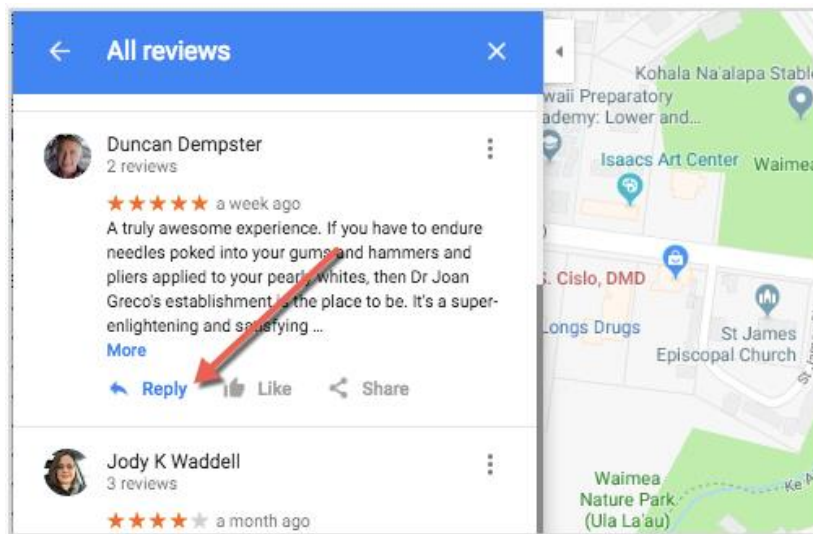 All reviews
Duncan Dempster
2 reviews
a week ago
A truly awesome experience. If you have to endure
needles poked into your gums and hammers and
pliers applied to your pearly whites, then Dr Joan
Greco's establishment is the place to be. It's a super-
enlightening and satisfying ...
More
Reply Like Share
Jody K Waddell
3 reviews
a month ago
Kohala Na'alapa Stabl
waii Preparatory
ademy: Lower and...
Isaacs Art Center
Waimea
S. Cislo, DMD
Longs Drugs
St James
Episcopal Church
Waimea
Nature Park
(Ula La'au)
Ke A